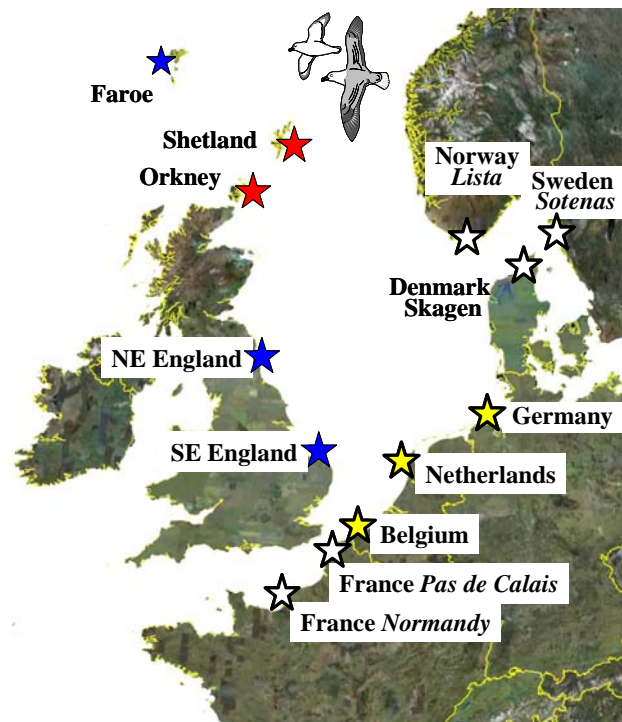 Faroe
Shetland
Orkney
Norway
Lista
Sweden
Sotenas
Denmark
Skagen
NE England
Germany
SE England
Netherlands
Belgium
France Pas de Calais
France Normandy